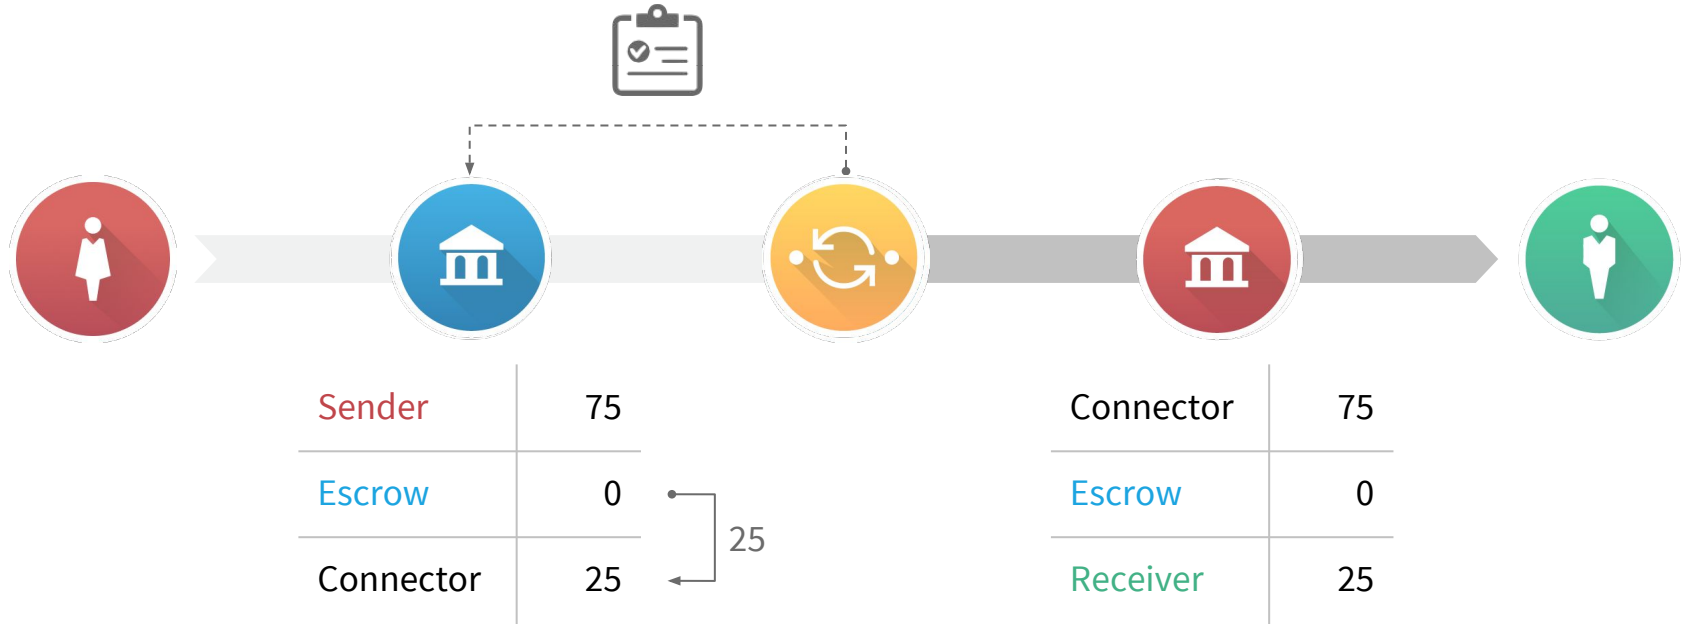 Sender 75
Escrow 0
Connector 25
25
Connector 75
Escrow 0
Receiver 25